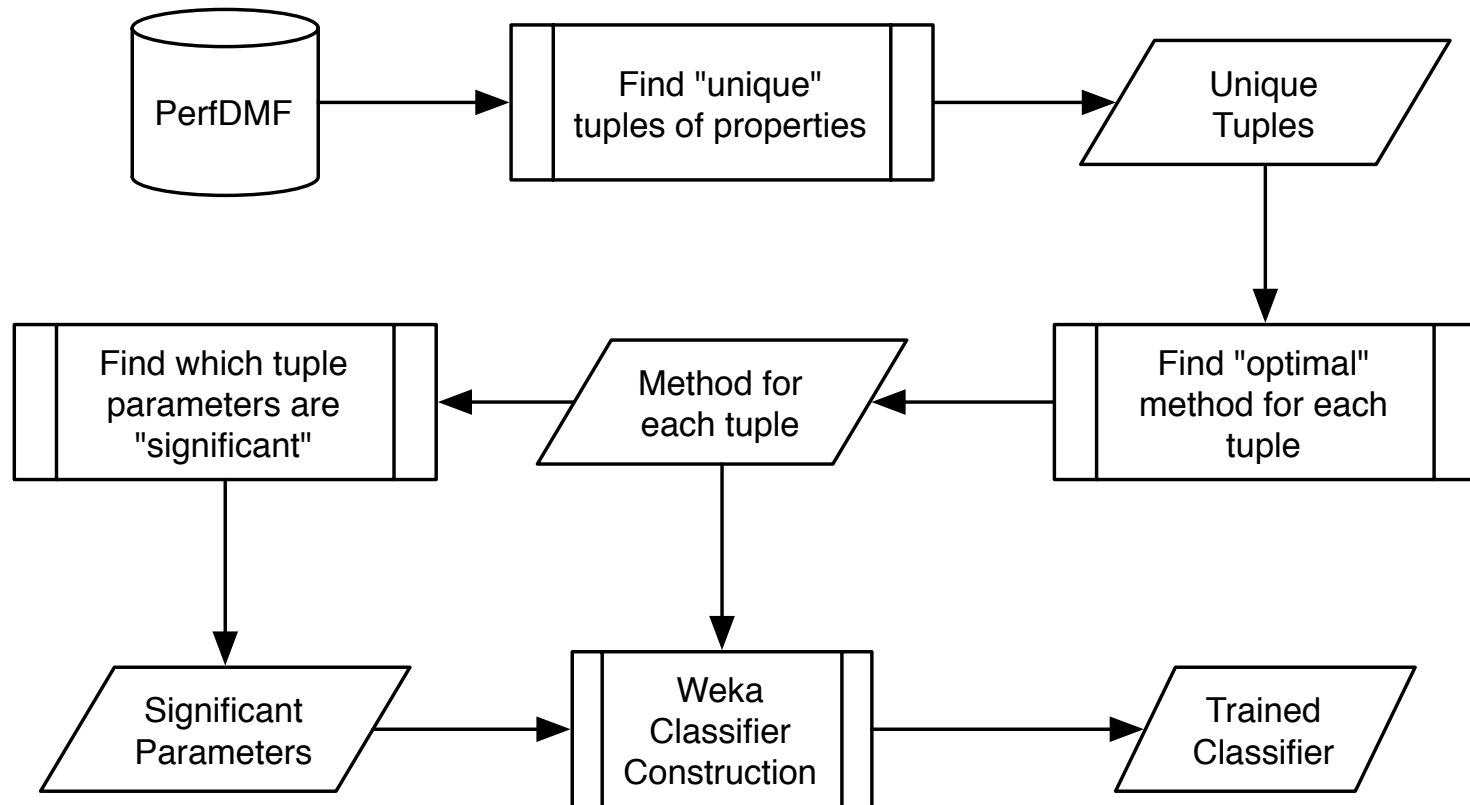 PerfDMF
Find "unique"
tuples of properties
Unique
Tuples
Find which tuple
parameters are
"significant"
Method for
each tuple
Find "optimal"
method for each
tuple
Significant
Parameters
Weka
Classifier
Construction
Trained
Classifier